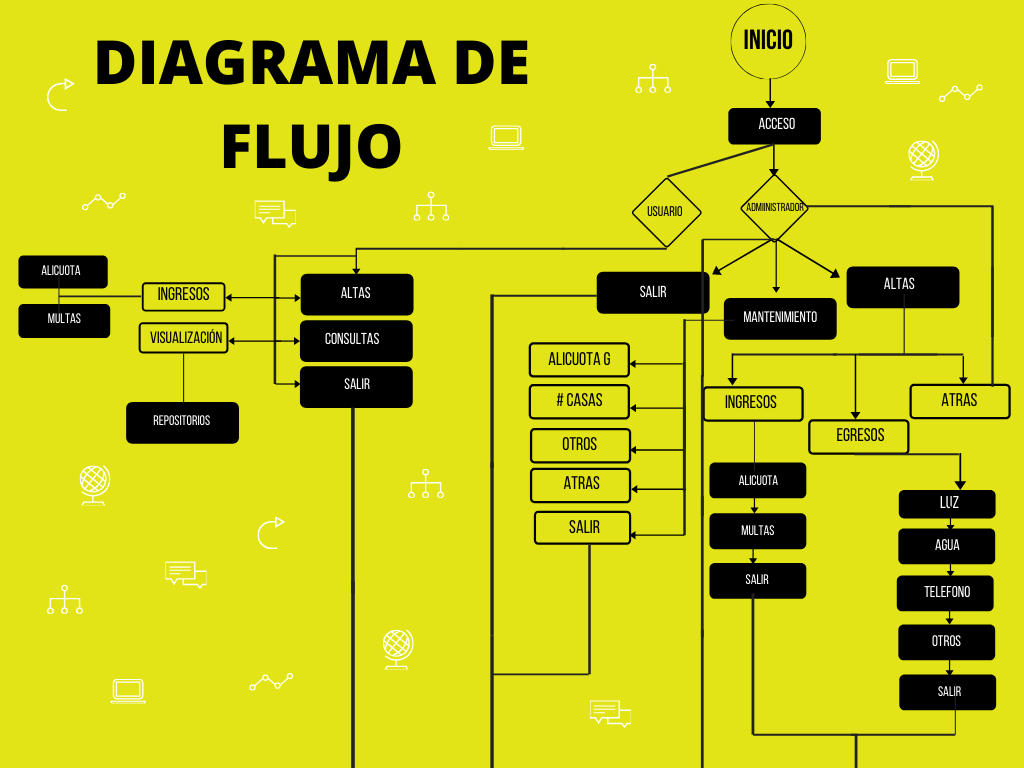 DIAGRAMA DE
FLUJO
INICIO
ACCESO
USUARIO
ADMIINISTRADOR
ALICUOTA
MULTAS
INGRESOS
VISUALIZACIÓN
REPOSITORIOS
ALTAS
CONSULTAS
SALIR
SALIR
MANTENIMIENTO
ALTAS
ALICUOTA G
# CASAS
OTROS
ATRAS
SALIR
INGRESOS
EGRESOS
ATRAS
ALICUOTA
MULTAS
SALIR
LUZ
AGUA
TELEFONO
OTROS
SALIR